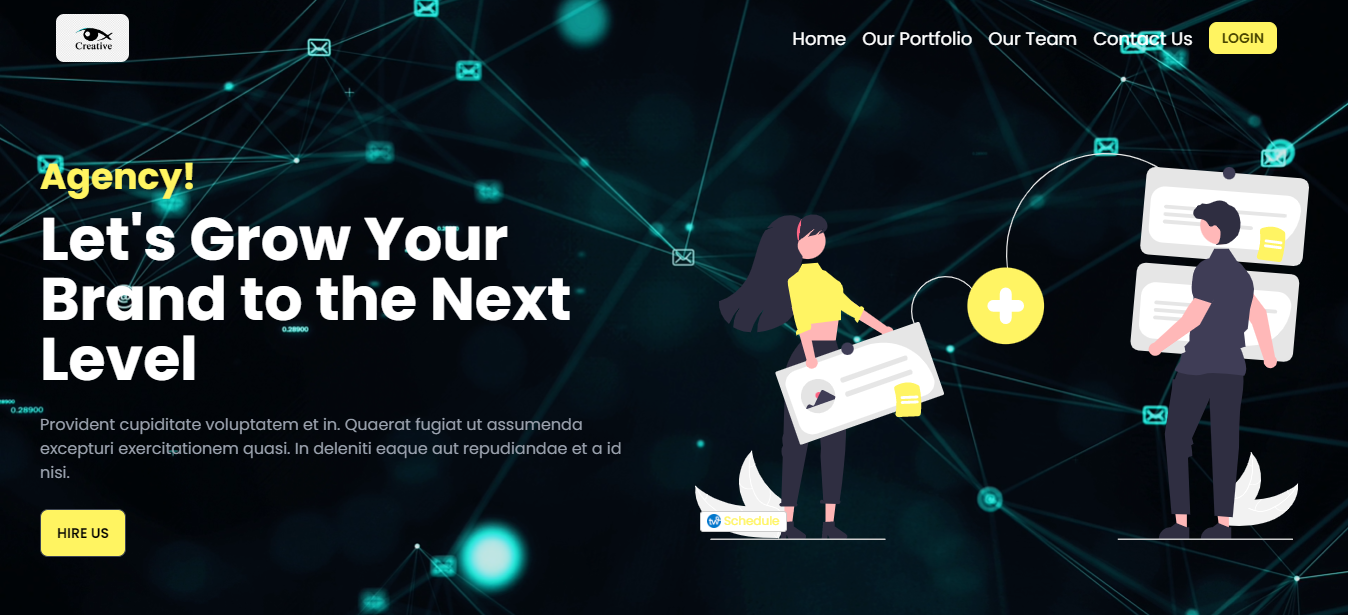 Creative
Home Our Portfolio Our Team Contact Us LOGIN
Agency!
Let's Grow Your
Brand to the Next
Level
0.28900
0.28900
Provident cupiditate voluptatem et in. Quaerat fugiat ut assumenda
excepturi exercitationem quasi. In deleniti eaque aut repudiandae et a id
nisi.
HIRE US
Schedule